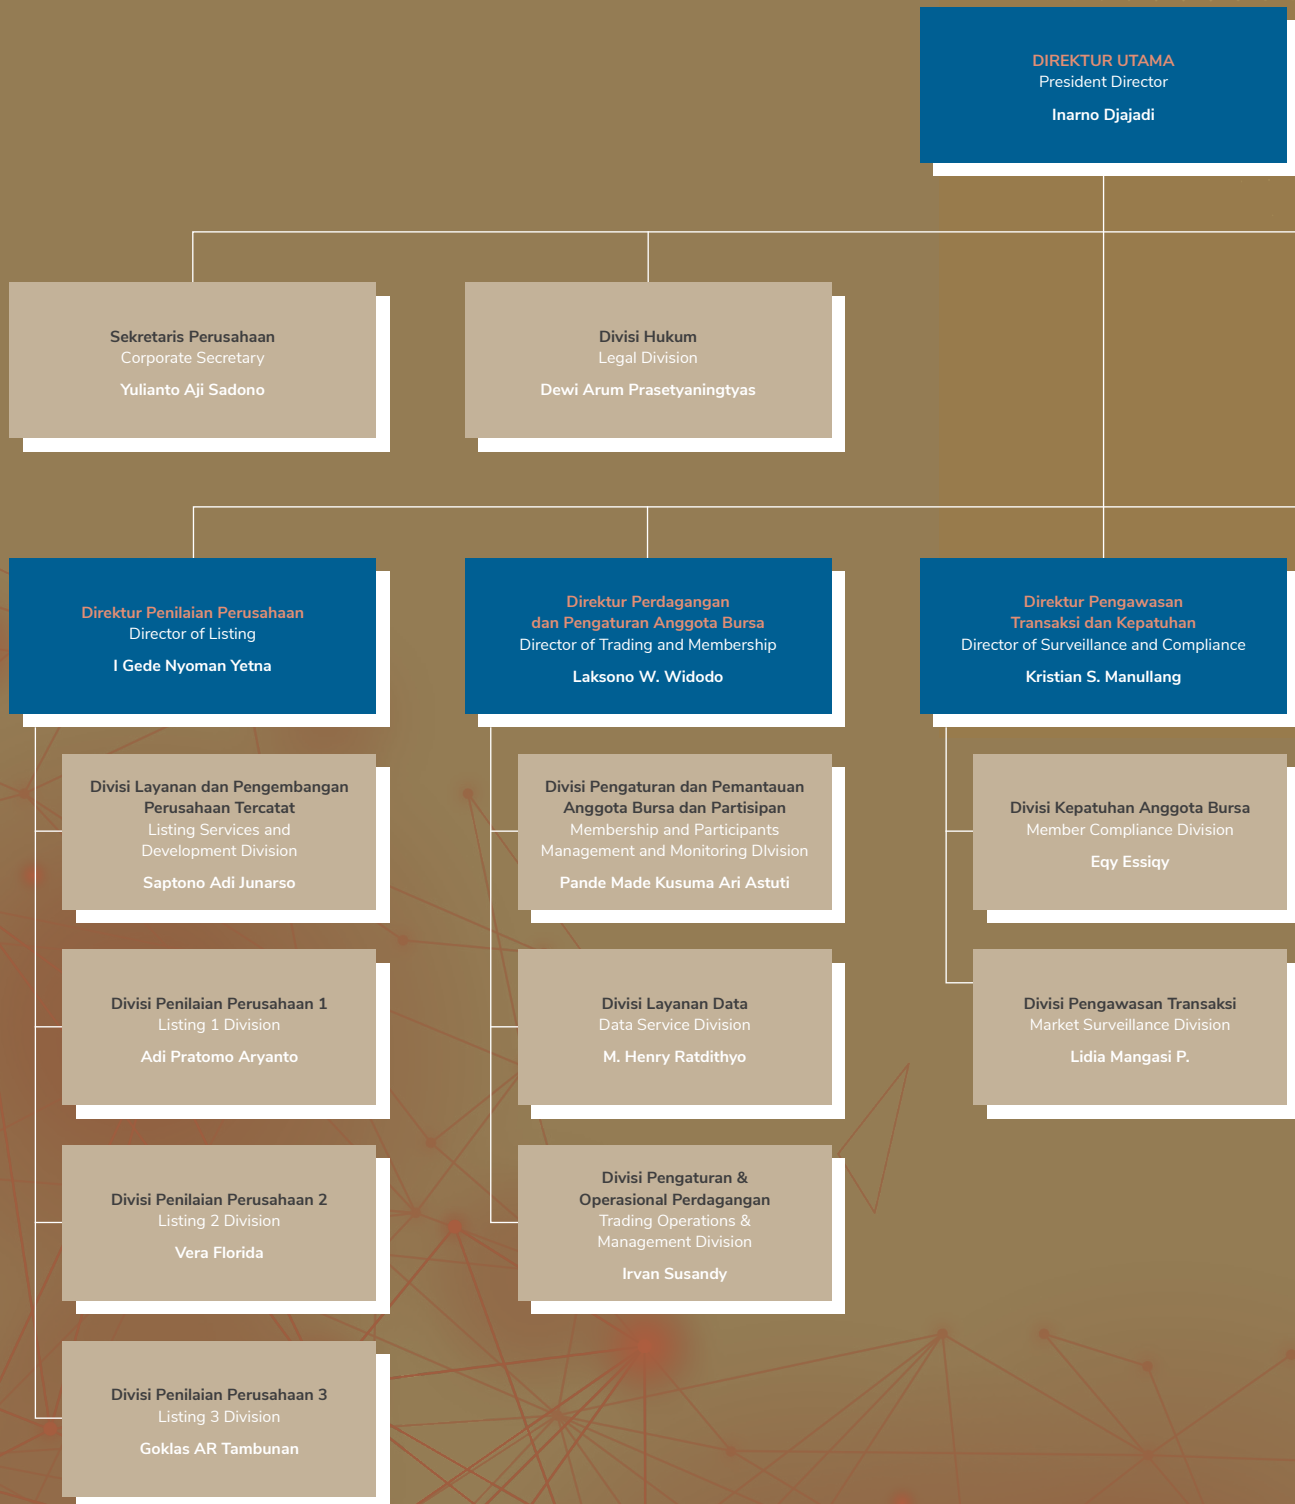 DIREKTUR UTAMA
President Director
Inarno Djajadi
Sekretaris Perusahaan
Corporate Secretary
Yulianto Aji Sadono
Divisi Hukum
Legal Division
Dewi Arum Prasetyaningtyas
Direktur Penilaian Perusahaan
Director of Listing
I Gede Nyoman Yetna
Direktur Perdagangan
dan Pengaturan Anggota Bursa
Director of Trading and Membership
Laksono W. Widodo
Direktur Pengawasan
Transaksi dan Kepatuhan
Director of Surveillance and Compliance
Kristian S. Manullang
Divisi Layanan dan Pengembangan
Perusahaan Tercatat
Listing Services and
Development Division
Saptono Adi Junarso
Divisi Penilaian Perusahaan 1
Listing 1 Division
Adi Pratomo Aryanto
Divisi Penilaian Perusahaan 2
Listing 2 Division
Vera Florida
Divisi Penilaian Perusahaan 3
Listing 3 Division
Goklas AR Tambunan
Divisi Pengaturan dan Pemantauan
Anggota Bursa dan Partisipan
Membership and Participants
Management and Monitoring DIvision
Pande Made Kusuma Ari Astuti
Divisi Layanan Data
Data Service Division
M. Henry Ratdithyo
Divisi Pengaturan &
Operasional Perdagangan
Trading Operations &
Management Division
Irvan Susandy
Divisi Kepatuhan Anggota Bursa
Member Compliance Division
Eqy Essiqy
Divisi Pengawasan Transaksi
Market Surveillance Division
Lidia Mangasi P.